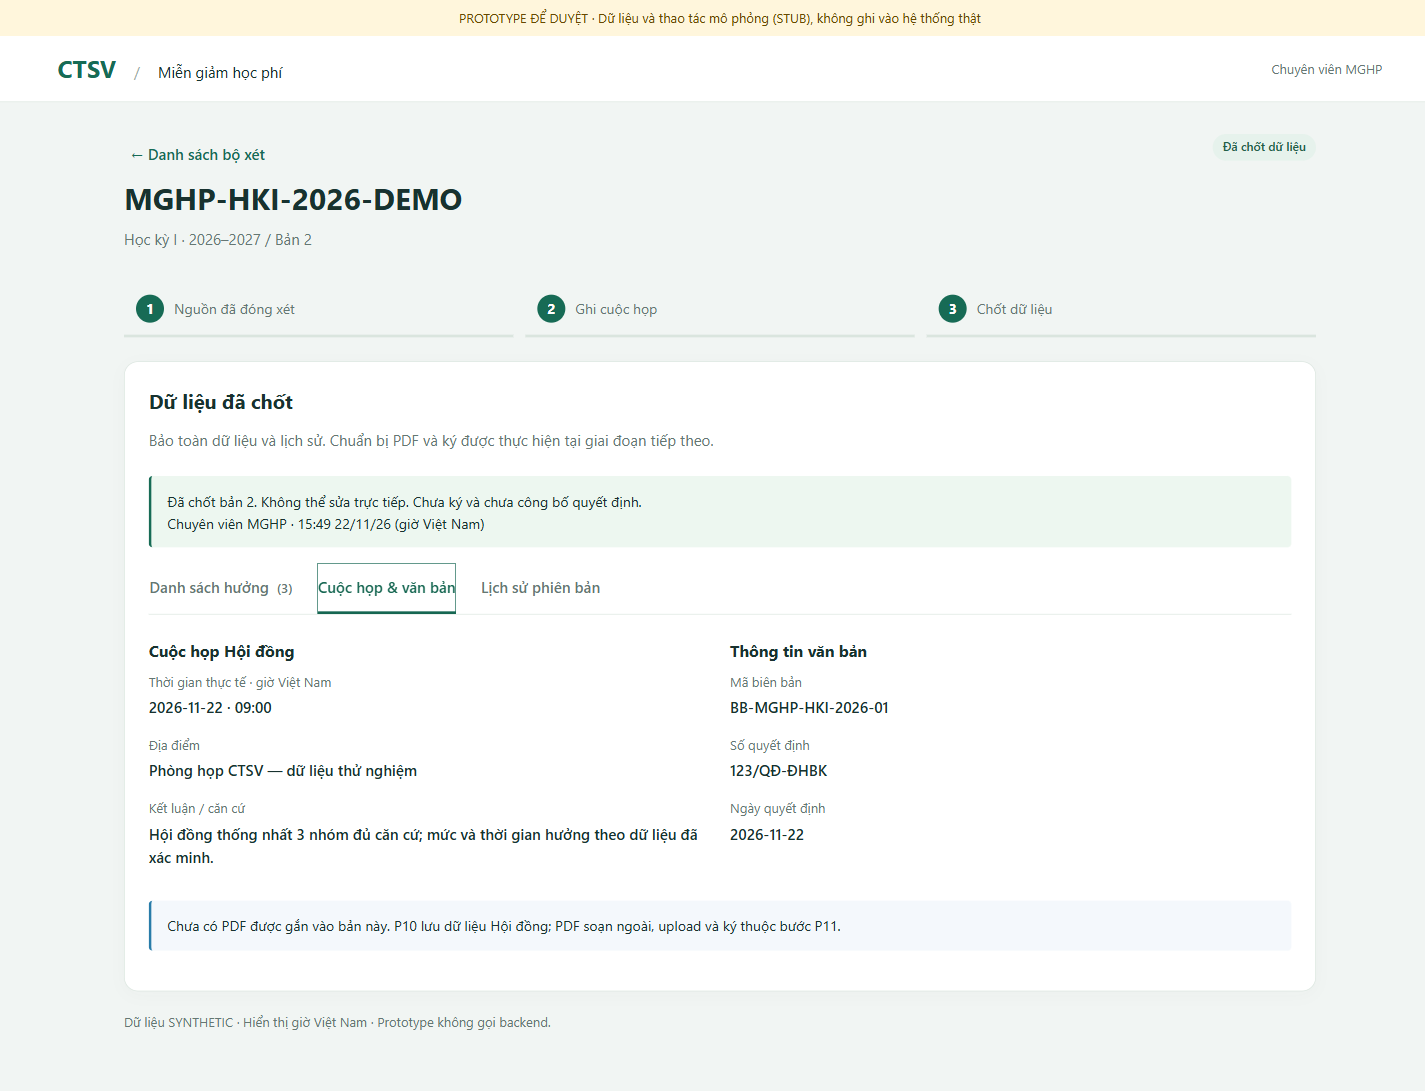 PROTOTYPE ĐỂ DUYỆT · Dữ liệu và thao tác mô phỏng (STUB), không ghi vào hệ thống thật
CTSV / Miễn giảm học phí
Chuyên viên MGHP
← Danh sách bộ xét
Đã chốt dữ liệu
MGHP-HKI-2026-DEMO
Học kỳ I · 2026–2027 / Bản 2
1 Nguồn đã đóng xét
2 Ghi cuộc họp
3 Chốt dữ liệu
Dữ liệu đã chốt
Bảo toàn dữ liệu và lịch sử. Chuẩn bị PDF và ký được thực hiện tại giai đoạn tiếp theo.
Đã chốt bản 2. Không thể sửa trực tiếp. Chưa ký và chưa công bố quyết định.
Chuyên viên MGHP · 15:49 22/11/26 (giờ Việt Nam)
Danh sách hưởng (3)
Cuộc họp & văn bản
Lịch sử phiên bản
Cuộc họp Hội đồng
Thời gian thực tế · giờ Việt Nam
2026-11-22 · 09:00
Địa điểm
Phòng họp CTSV — dữ liệu thử nghiệm
Kết luận / căn cứ
Hội đồng thống nhất 3 nhóm đủ căn cứ; mức và thời gian hưởng theo dữ liệu đã
xác minh.
Thông tin văn bản
Mã biên bản
BB-MGHP-HKI-2026-01
Số quyết định
123/QĐ-ĐHBK
Ngày quyết định
2026-11-22
Chưa có PDF được gắn vào bản này. P10 lưu dữ liệu Hội đồng; PDF soạn ngoài, upload và ký thuộc bước P11.
Dữ liệu SYNTHETIC · Hiển thị giờ Việt Nam · Prototype không gọi backend.